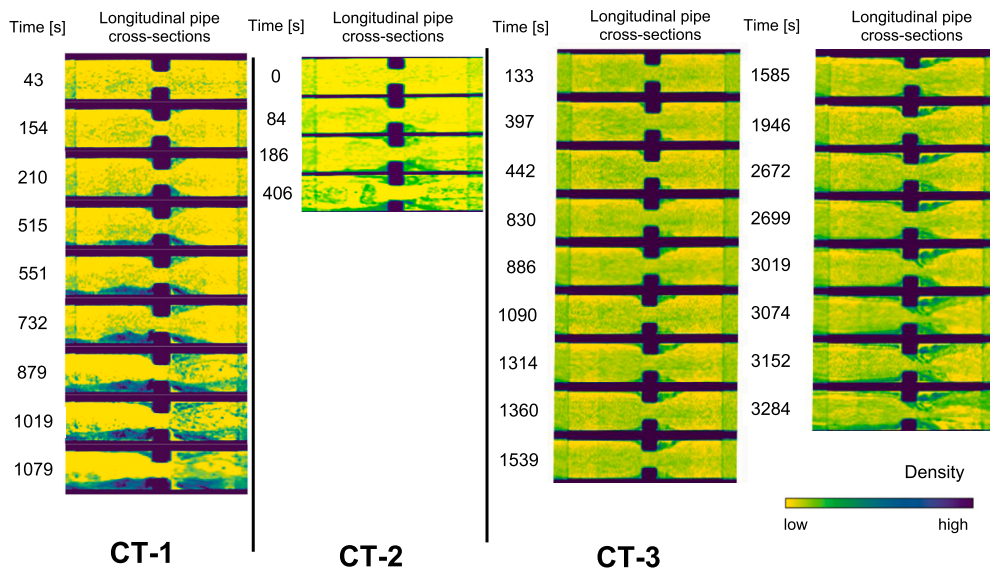 Time [s]
Longitudinal pipe
cross-sections
43
154
210
515
551
732
879
1019
1079
CT-1
Time [s]
Longitudinal pipe
cross-sections
0
84
186
406
CT-2
Time [s]
Longitudinal pipe
cross-sections
133
397
442
830
886
1090
1314
1360
1539
CT-3
Time [s]
Longitudinal pipe
cross-sections
1585
1946
2672
2699
3019
3074
3152
3284
Density
low high